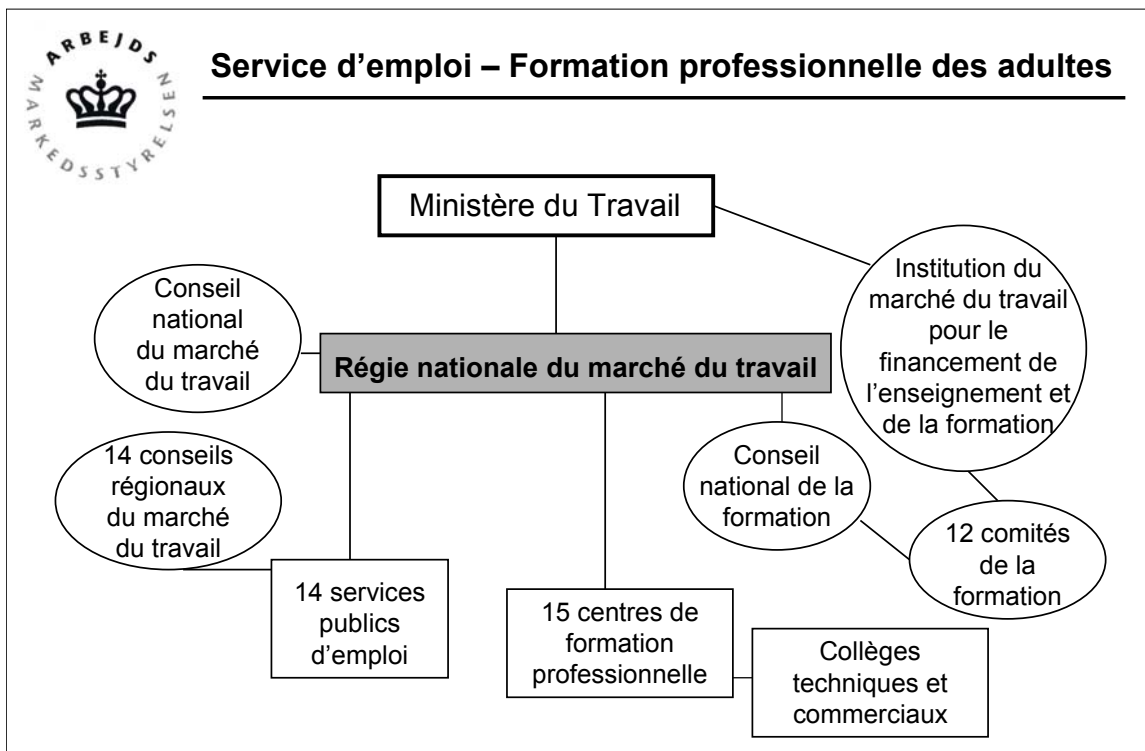 ARBEJDS
MARKEDSSTYRELSEN
Service d’emploi – Formation professionnelle des adultes
Ministère du Travail
Institution du
marché du travail
pour le
financement de
l’enseignement et
de la formation
Conseil
national
du marché
du travail
Régie nationale du marché du travail
14 conseils
régionaux
du marché
du travail
Conseil
national de la
formation
12 comités
de la
formation
14 services
publics
d’emploi
15 centres de
formation
professionnelle
Collèges
techniques et
commerciaux